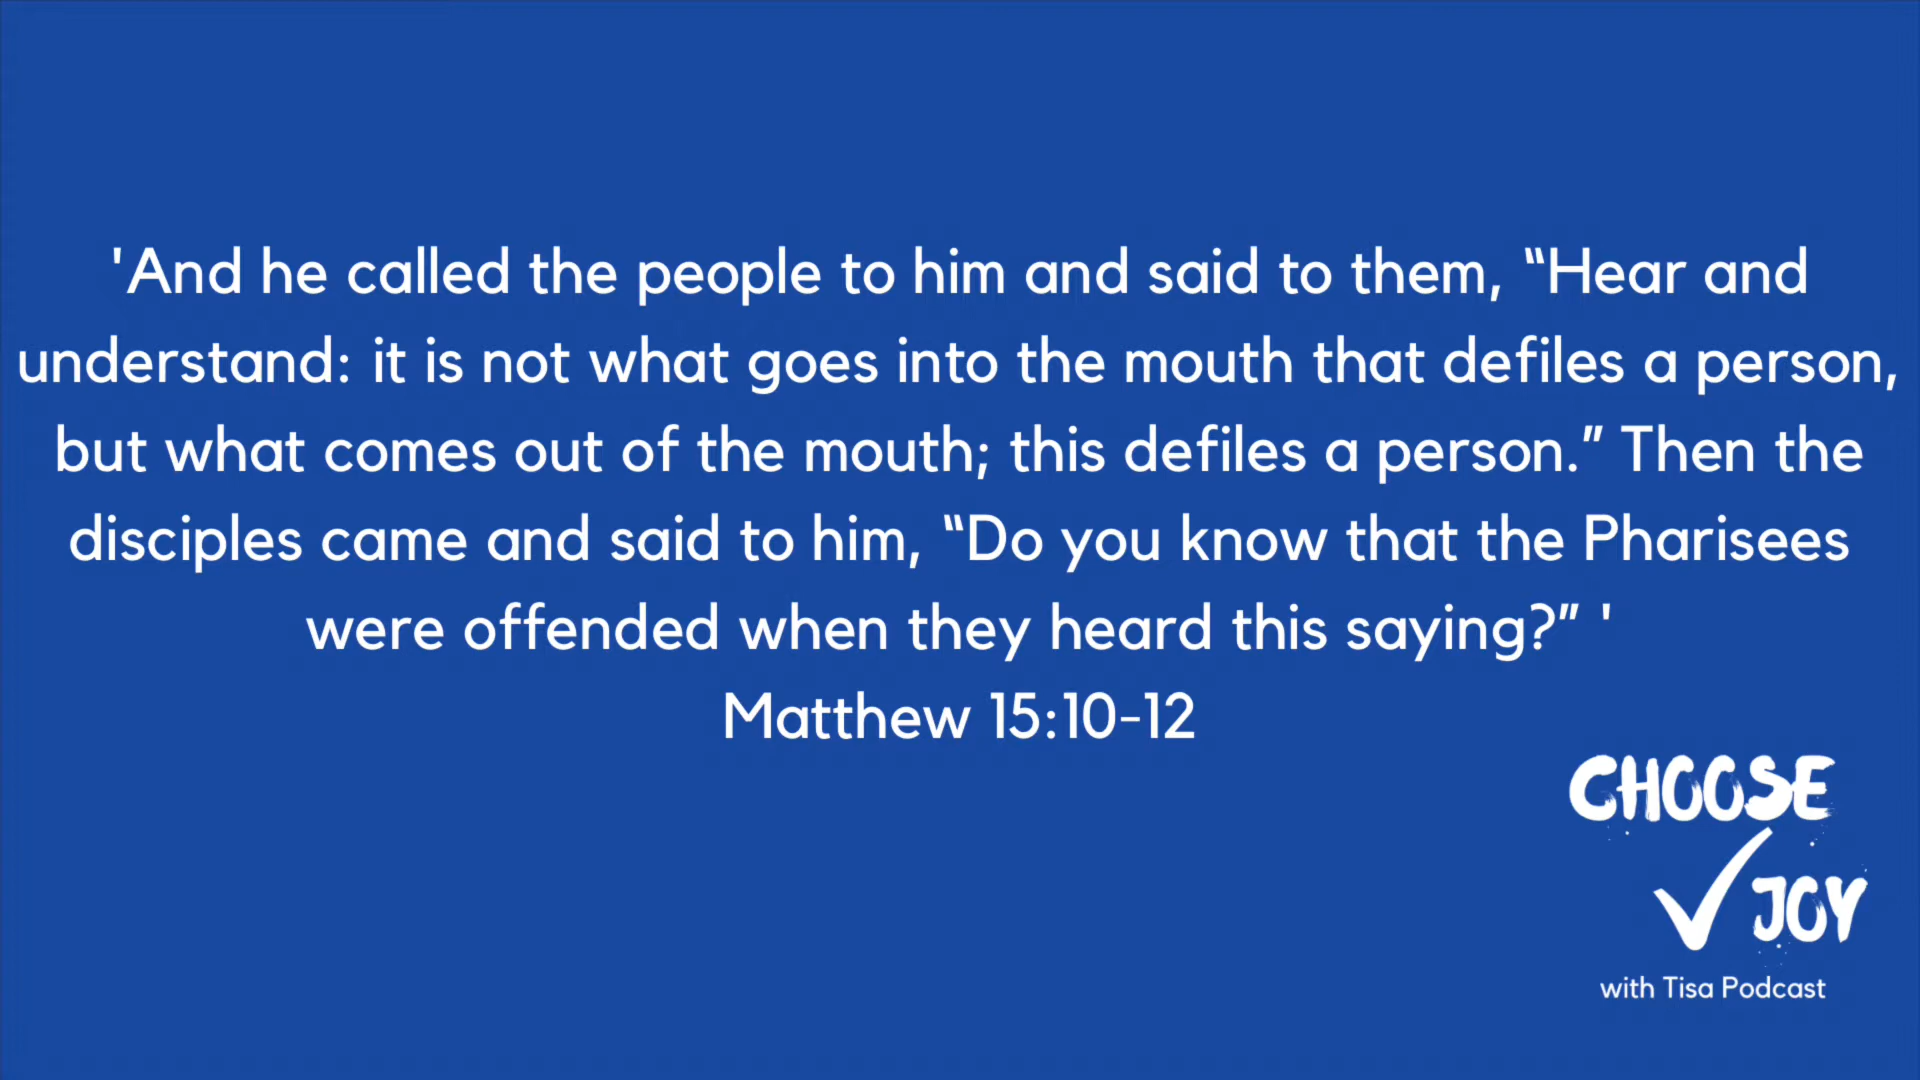 'And he called the people to him and said to them, “Hear and
understand: it is not what goes into the mouth that defiles a person,
but what comes out of the mouth; this defiles a person.” Then the
disciples came and said to him, “Do you know that the Pharisees
were offended when they heard this saying?” '
Matthew 15:10-12
CHOOSE
JOY
with Tisa Podcast